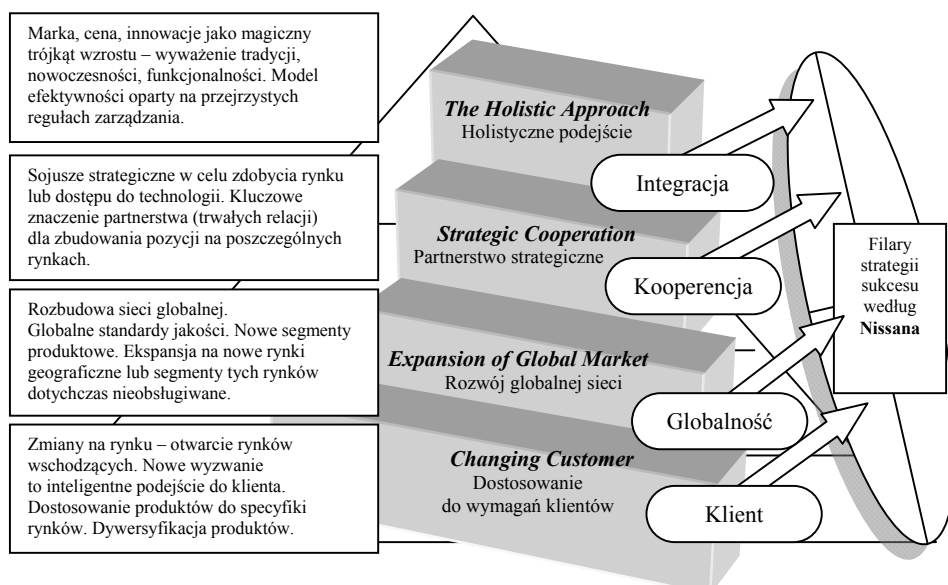 Marka, cena, innowacje jako magiczny
trójkąt wzrostu – wyważenie tradycji,
nowoczesności, funkcjonalności. Model
efektywności oparty na przejrzystych
regułach zarządzania.
The Holistic Approach
Holistyczne podejście
Integracja
Sojusze strategiczne w celu zdobycia rynku
lub dostępu do technologii. Kluczowe
znaczenie partnerstwa (trwałych relacji)
dla zbudowania pozycji na poszczególnych
rynkach.
Strategic Cooperation
Partnerstwo strategiczne
Kooperencja
Rozbudowa sieci globalnej.
Globalne standardy jakości. Nowe segmenty
produktowe. Ekspansja na nowe rynki
geograficzne lub segmenty tych rynków
dotychczas nieobsługiwane.
Expansion of Global Market
Rozwój globalnej sieci
Globalność
Zmiany na rynku – otwarcie rynków
wschodzących. Nowe wyzwanie
to inteligentne podejście do klienta.
Dostosowanie produktów do specyfiki
rynków. Dywersyfikacja produktów.
Changing Customer
Dostosowanie
do wymagań klientów
Klient
Filary
strategii
sukcesu
według
Nissana